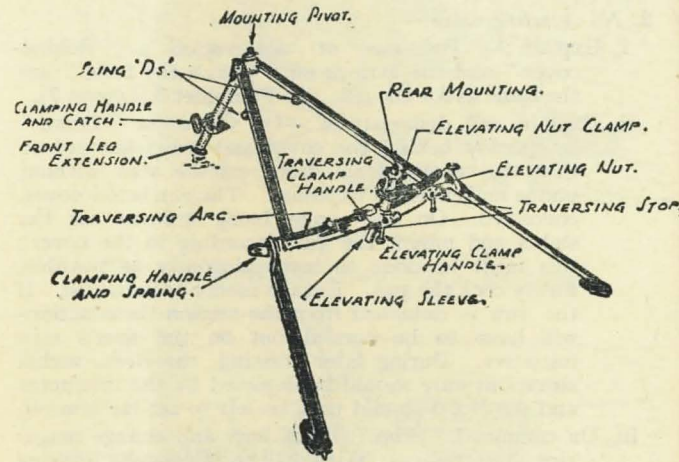 MOUNTING PIVOT.
SLING 'DS'
REAR MOUNTING.
CLAMPING HANDLE
AND CATCH.
ELEVATING NUT CLAMP.
FRONT LEG
EXTENSION.
TRAVERSING
CLAMP
HANDLE.
ELEVATING NUT.
TRAVERSING ARC.
TRAVERSING STOP.
CLAMPING HANDLE
AND SPRING.
ELEVATING CLAMP
HANDLE.
ELEVATING SLEEVE.